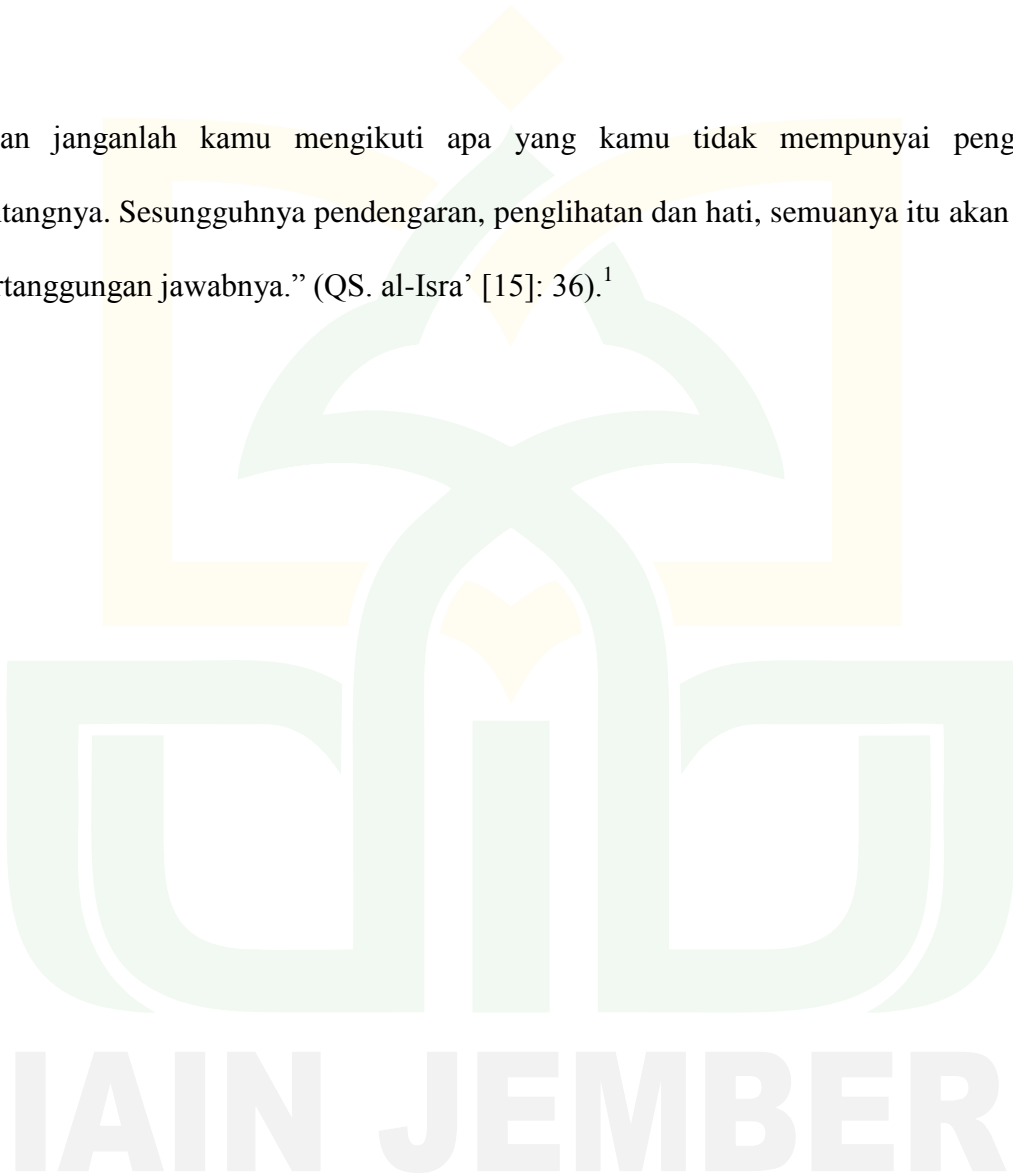 an janganlah kamu mengikuti apa yang kamu tidak mempunyai peng
tangnya. Sesungguhnya pendengaran, penglihatan dan hati, semuanya itu akan
rtanggungan jawabnya.” (QS. al-Isra’ [15]: 36).¹
IAIN JEMBER